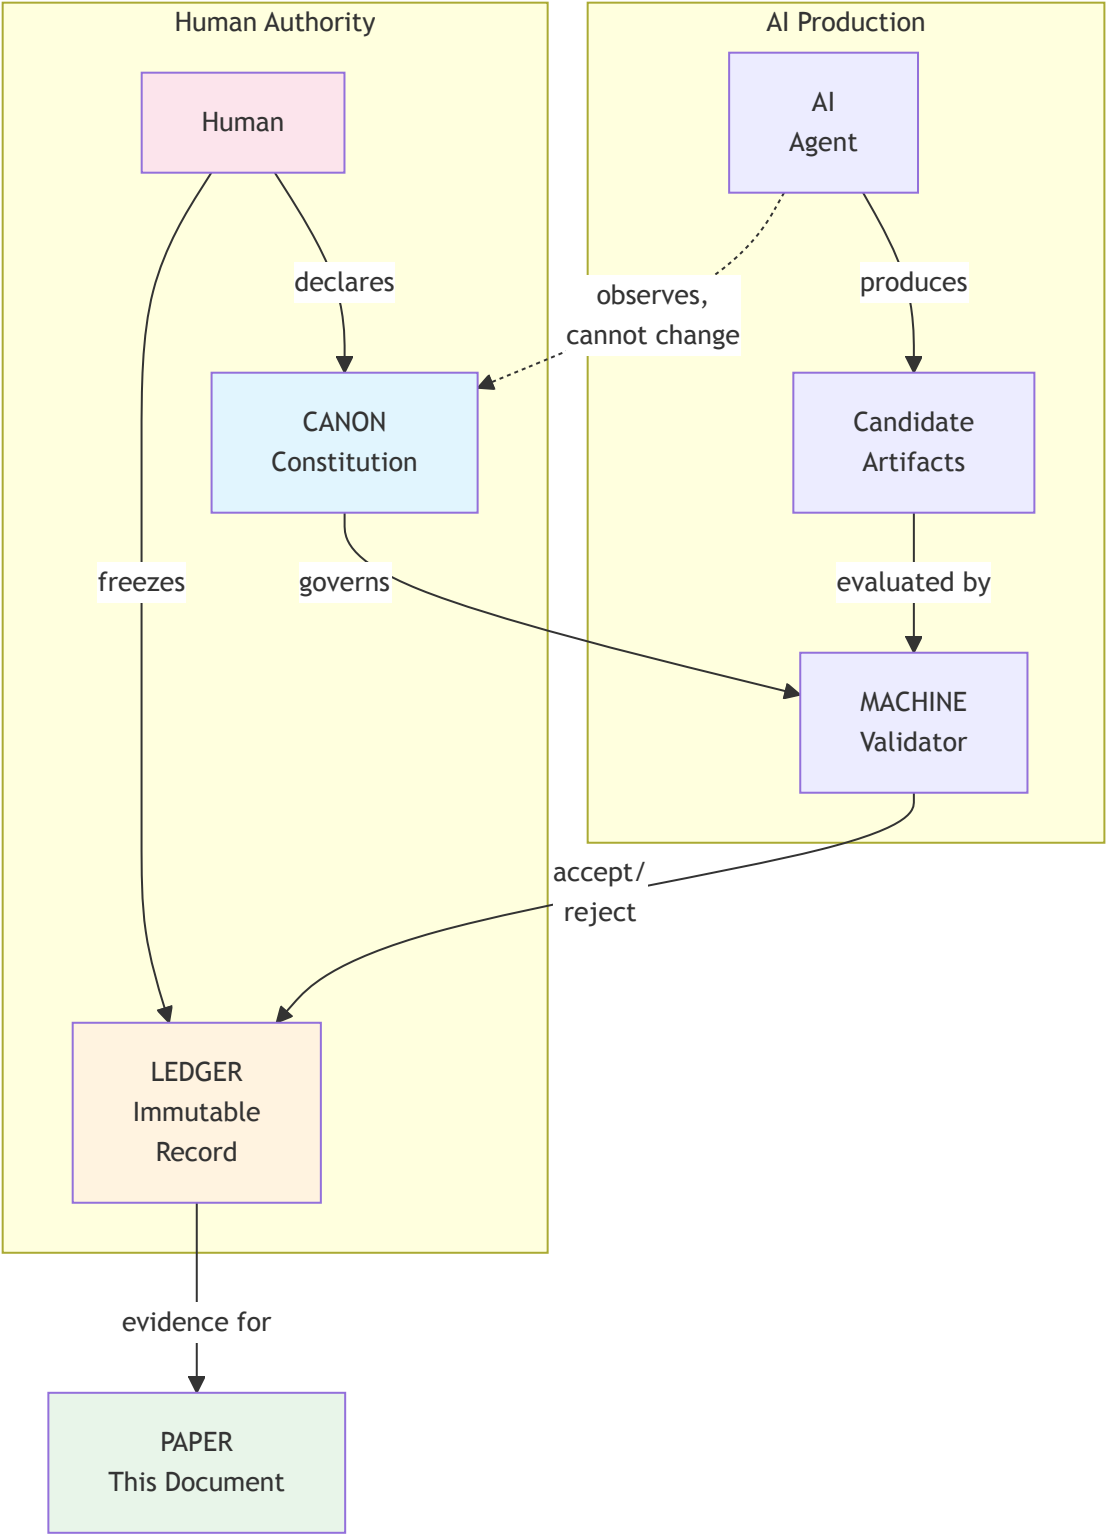 Human Authority
AI Production
Human
AI
Agent
declares
observes,
cannot change
produces
CANON
Constitution
Candidate
Artifacts
freezes
governs
evaluated by
MACHINE
Validator
accept/
reject
LEDGER
Immutable
Record
evidence for
PAPER
This Document